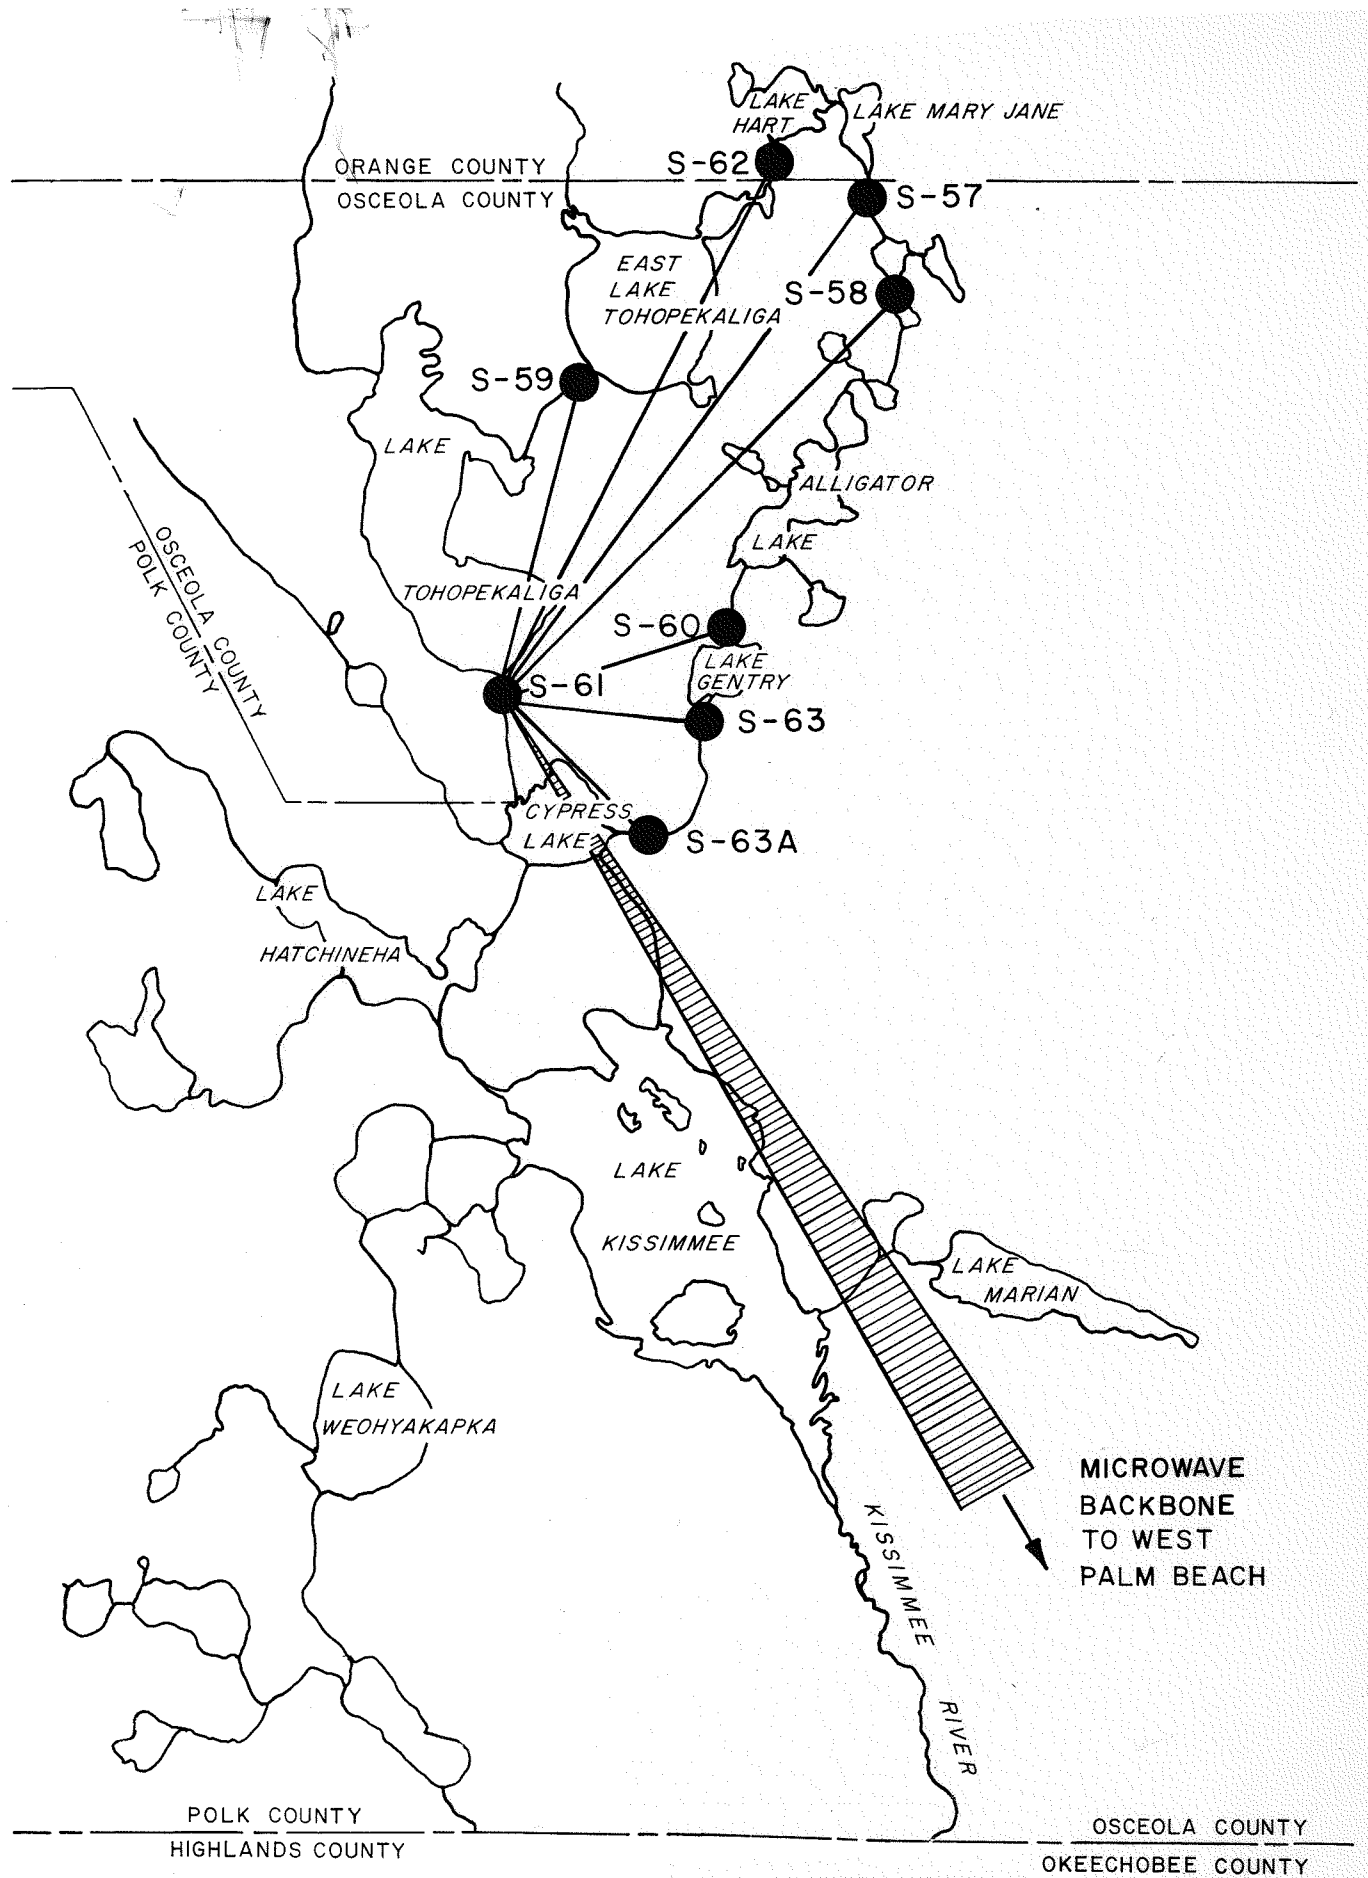 LAKE
HART
LAKE MARY JANE
S-62
ORANGE COUNTY
OSCEOLA COUNTY
S-57
EAST
LAKE
TOHOPEKALIGA
S-58
S-59
LAKE
ALLIGATOR
LAKE
OSCEOLA COUNTY
POLK COUNTY
TOHOPEKALIGA
S-60
LAKE
GENTRY
S-61
S-63
CYPRESS
LAKE
S-63A
LAKE
HATCHINEHA
LAKE
KISSIMMEE
LAKE
MARIAN
LAKE
WEOHYAKAPKA
MICROWAVE
BACKBONE
TO WEST
PALM BEACH
KISSIMMEE
RIVER
POLK COUNTY
HIGHLANDS COUNTY
OSCEOLA COUNTY
OKEECHOBEE COUNTY